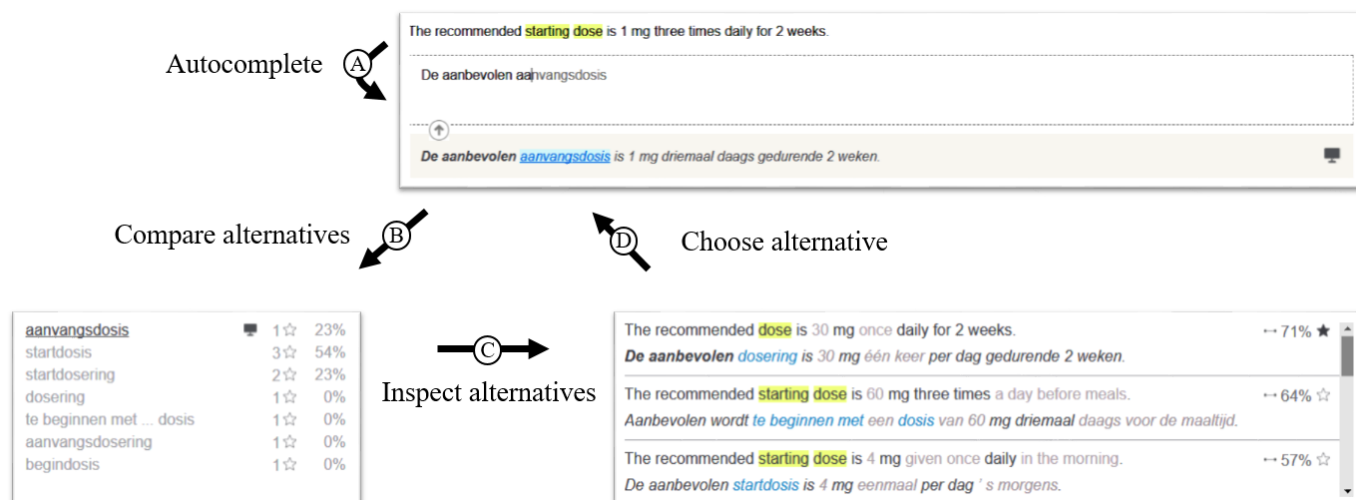 The recommended starting dose is 1 mg three times daily for 2 weeks.
Autocomplete
A
De aanbevolen aanvangsdosis
De aanbevolen aanvangsdosis is 1 mg driemaal daags gedurende 2 weken.
Compare alternatives
B
D
Choose alternative
aanvangsdosis 1☆ 23%
startdosis 3☆ 54%
startdosering 2☆ 23%
dosering 1☆ 0%
te beginnen met ... dosis 1☆ 0%
aanvangsdosering 1☆ 0%
begindosis 1☆ 0%
C
Inspect alternatives
The recommended dose is 30 mg once daily for 2 weeks. ↔ 71% ★
De aanbevolen dosering is 30 mg één keer per dag gedurende 2 weken.
The recommended starting dose is 60 mg three times a day before meals. ↔ 64% ☆
Aanbevolen wordt te beginnen met een dosis van 60 mg driemaal daags voor de maaltijd.
The recommended starting dose is 4 mg given once daily in the morning. ↔ 57% ☆
De aanbevolen startdosis is 4 mg eenmaal per dag ' s morgens.